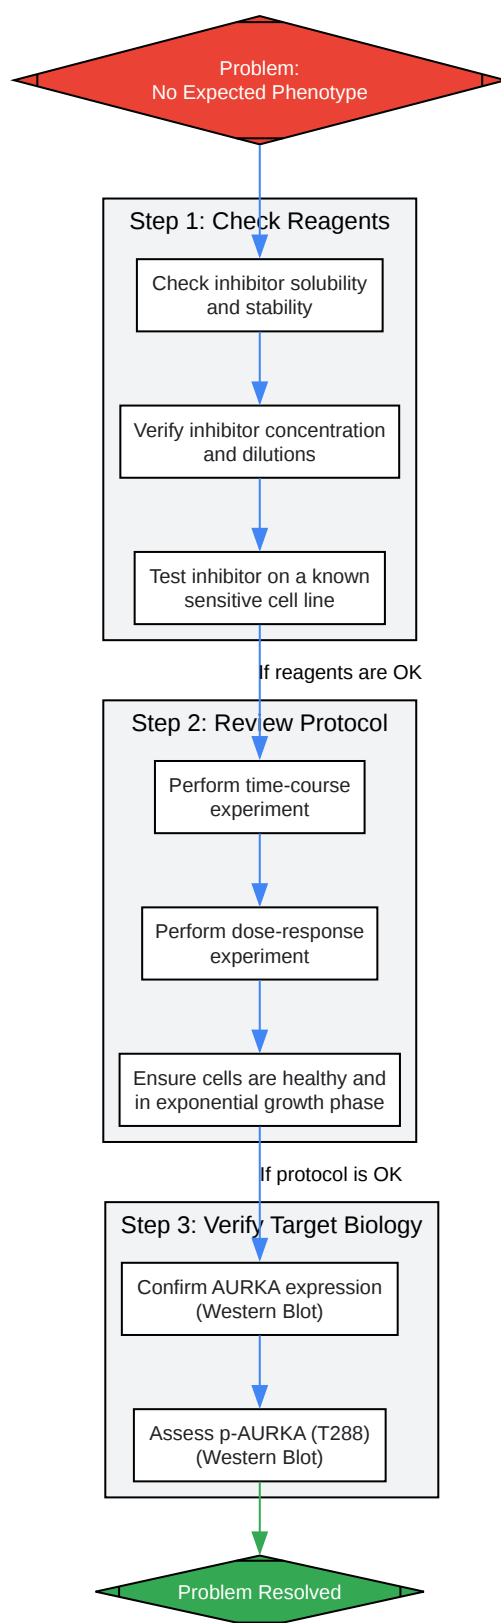 Problem:
No Expected Phenotype
Step 1: Check Reagents
Check inhibitor solubility
and stability
Verify inhibitor concentration
and dilutions
Test inhibitor on a known
sensitive cell line
If reagents are OK
Step 2: Review Protocol
Perform time-course
experiment
Perform dose-response
experiment
Ensure cells are healthy and
in exponential growth phase
If protocol is OK
Step 3: Verify Target Biology
Confirm AURKA expression
(Western Blot)
Assess p-AURKA (T288)
(Western Blot)
Problem Resolved